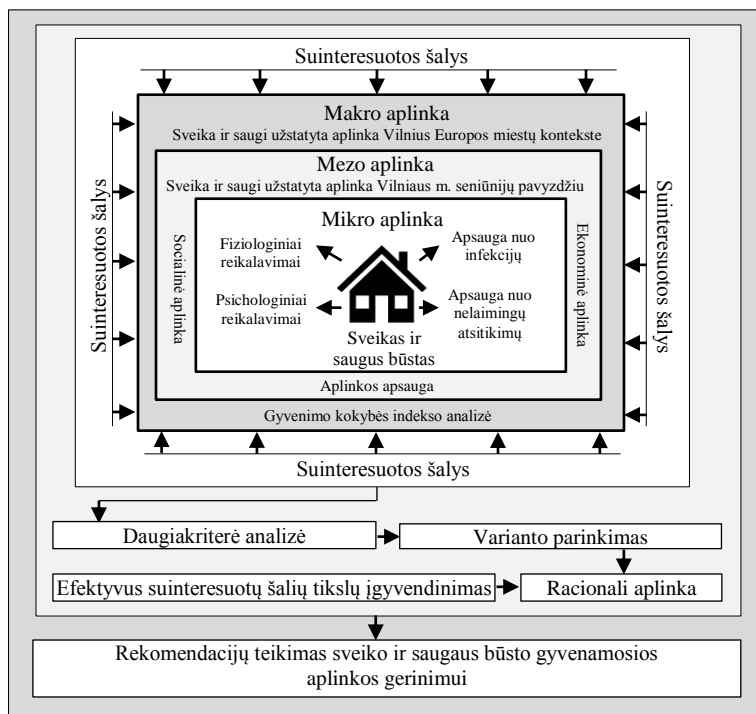 Suinteresuotos šalys
Makro aplinka
Sveika ir saugi užstatyta aplinka Vilnius Europos miestų kontekste
Mezo aplinka
Sveika ir saugi užstatyta aplinka Vilniaus m. seniūnijų pavyzdžiu
Suinteresuotos šalys
Socialinė aplinka
Mikro aplinka
Fiziologiniai
reikalavimai
Apsauga nuo
infekcijų
Psichologiniai
reikalavimai
Apsauga nuo
nelaimingų
atsitikimų
Sveikas ir
saugus būstas
Ekonominė aplinka
Suinteresuotos šalys
Aplinkos apsauga
Gyvenimo kokybės indekso analizė
Suinteresuotos šalys
Daugiakriterė analizė
Varianto parinkimas
Efektyvus suinteresuotų šalių tikslų įgyvendinimas
Racionali aplinka
Rekomendacijų teikimas sveiko ir saugaus būsto gyvenamosios
aplinkos gerinimui